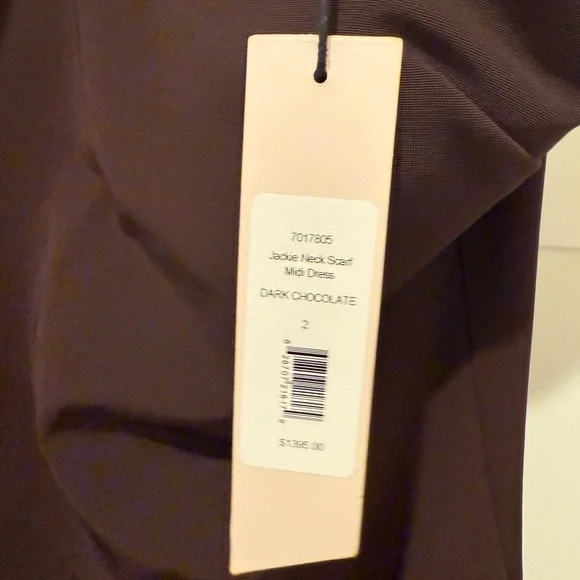 7017805
Jackie Neck Scarf
Midi Dress
DARK CHOCOLATE
2
$1395.00